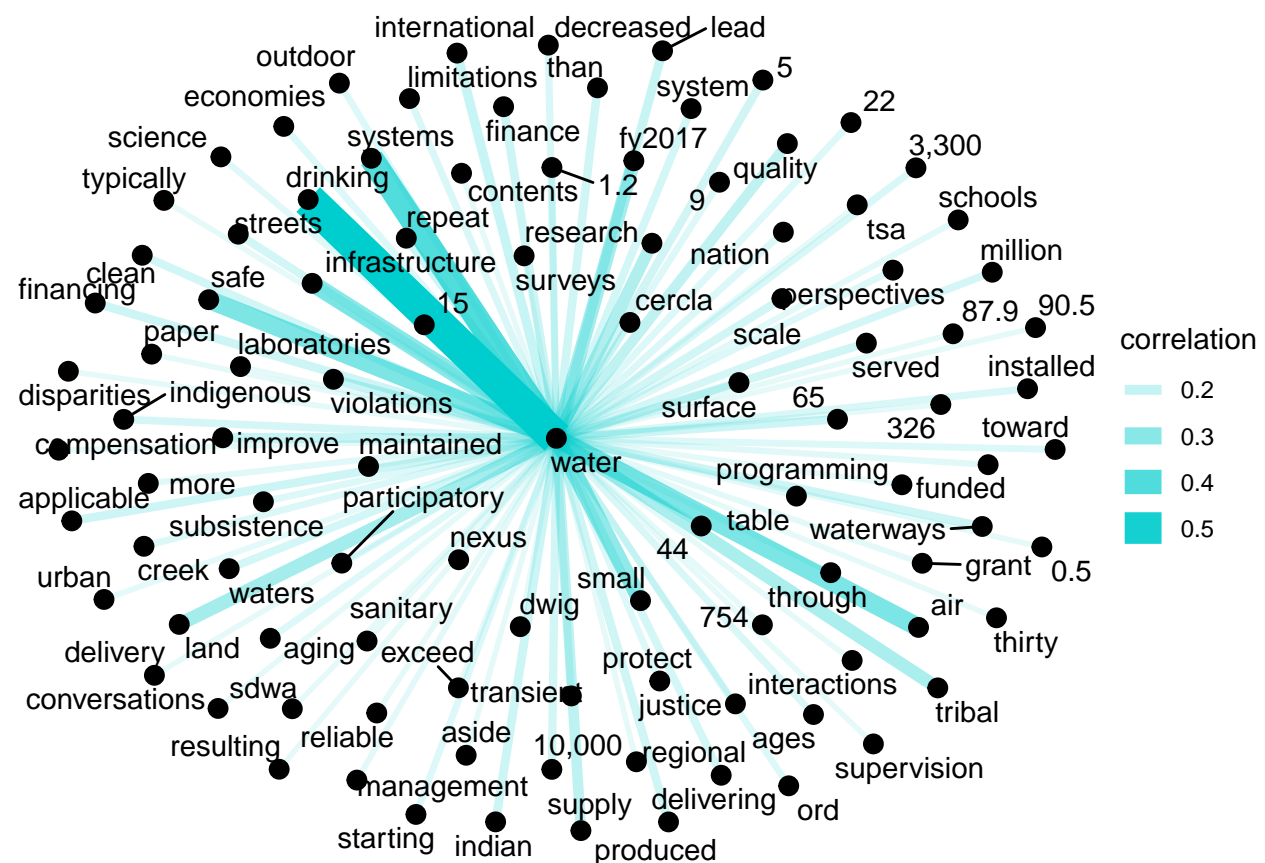 international
decreased
lead
outdoor
limitations
than
system
5
economies
systems
finance
fy2017
22
science
drinking
contents
1.2
quality
3,300
typically
9
schools
streets
repeat
research
nation
tsa
million
infrastructure
surveys
clean
safe
financing
15
cercla
perspectives
scale
87.9
90.5
paper
laboratories
served
installed
disparities
indigenous
violations
surface
65
326
toward
compensation
improve
maintained
water
programming
funded
applicable
more
participatory
subsistence
table
waterways
nexus
44
urban
creek
waters
small
through
grant
0.5
sanitary
dwig
754
air
thirty
delivery
land
aging
exceed
protect
interactions
conversations
sdwa
transient
justice
tribal
resulting
reliable
aside
10,000
regional
ages
supervision
management
supply
delivering
ord
starting
indian
produced
correlation
0.2
0.3
0.4
0.5